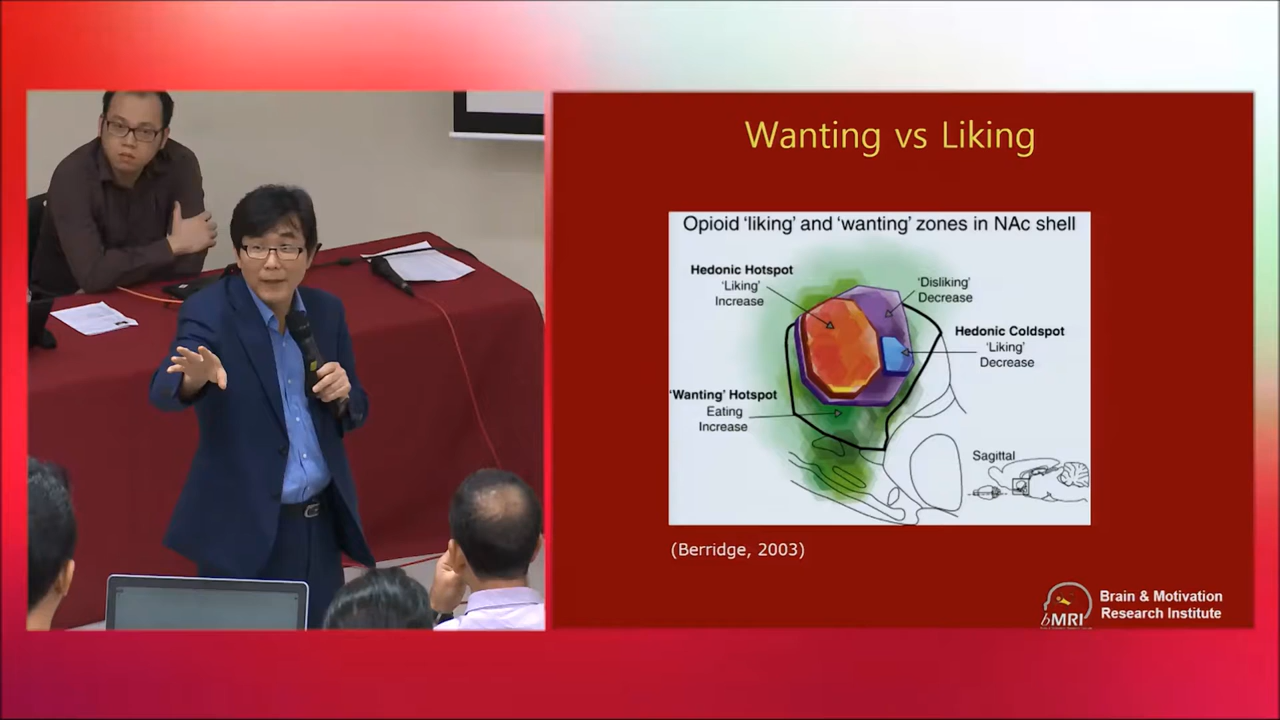 Wanting vs Liking
Opioid 'liking' and 'wanting' zones in NAc shell
Hedonic Hotspot
'Liking'
Increase
'Disliking'
Decrease
Hedonic Coldspot
'Liking'
Decrease
'Wanting' Hotspot
Eating
Increase
Sagittal
(Berridge, 2003)
bMRI
Brain & Motivation
Research Institute